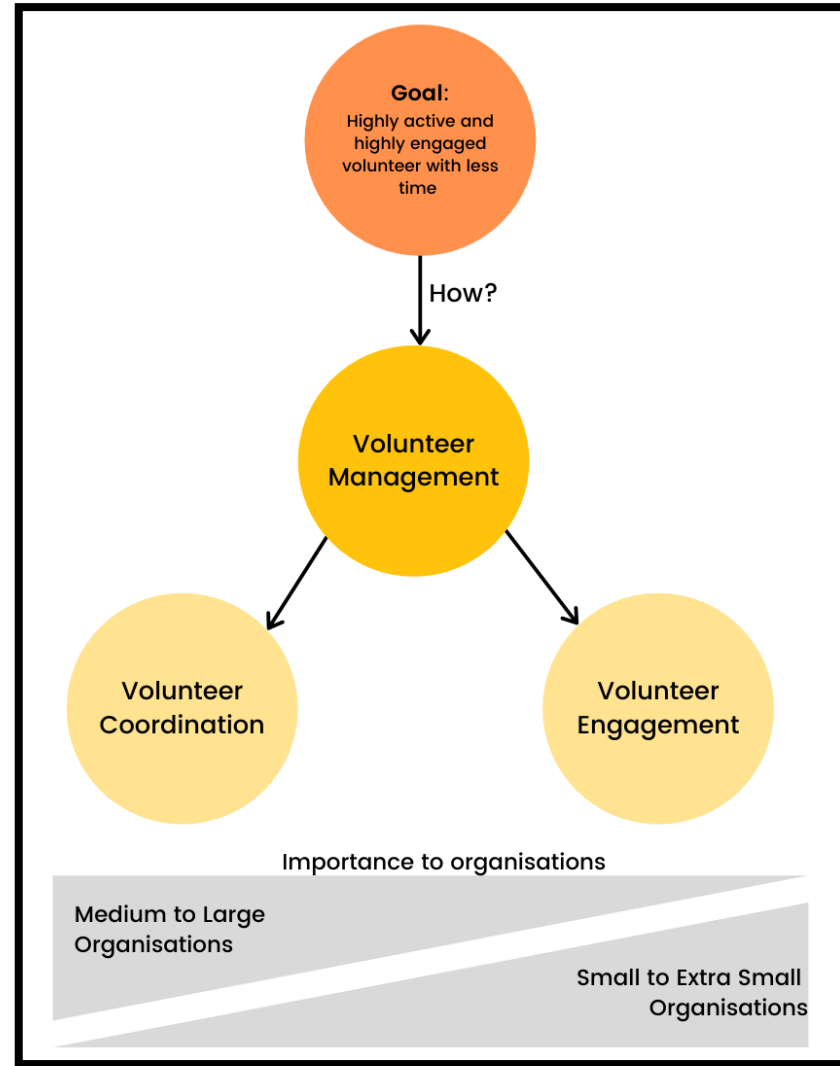 Goal:
Highly active and
highly engaged
volunteer with less
time
How?
Volunteer
Management
Volunteer
Coordination
Volunteer
Engagement
Importance to organisations
Medium to Large
Organisations
Small to Extra Small
Organisations